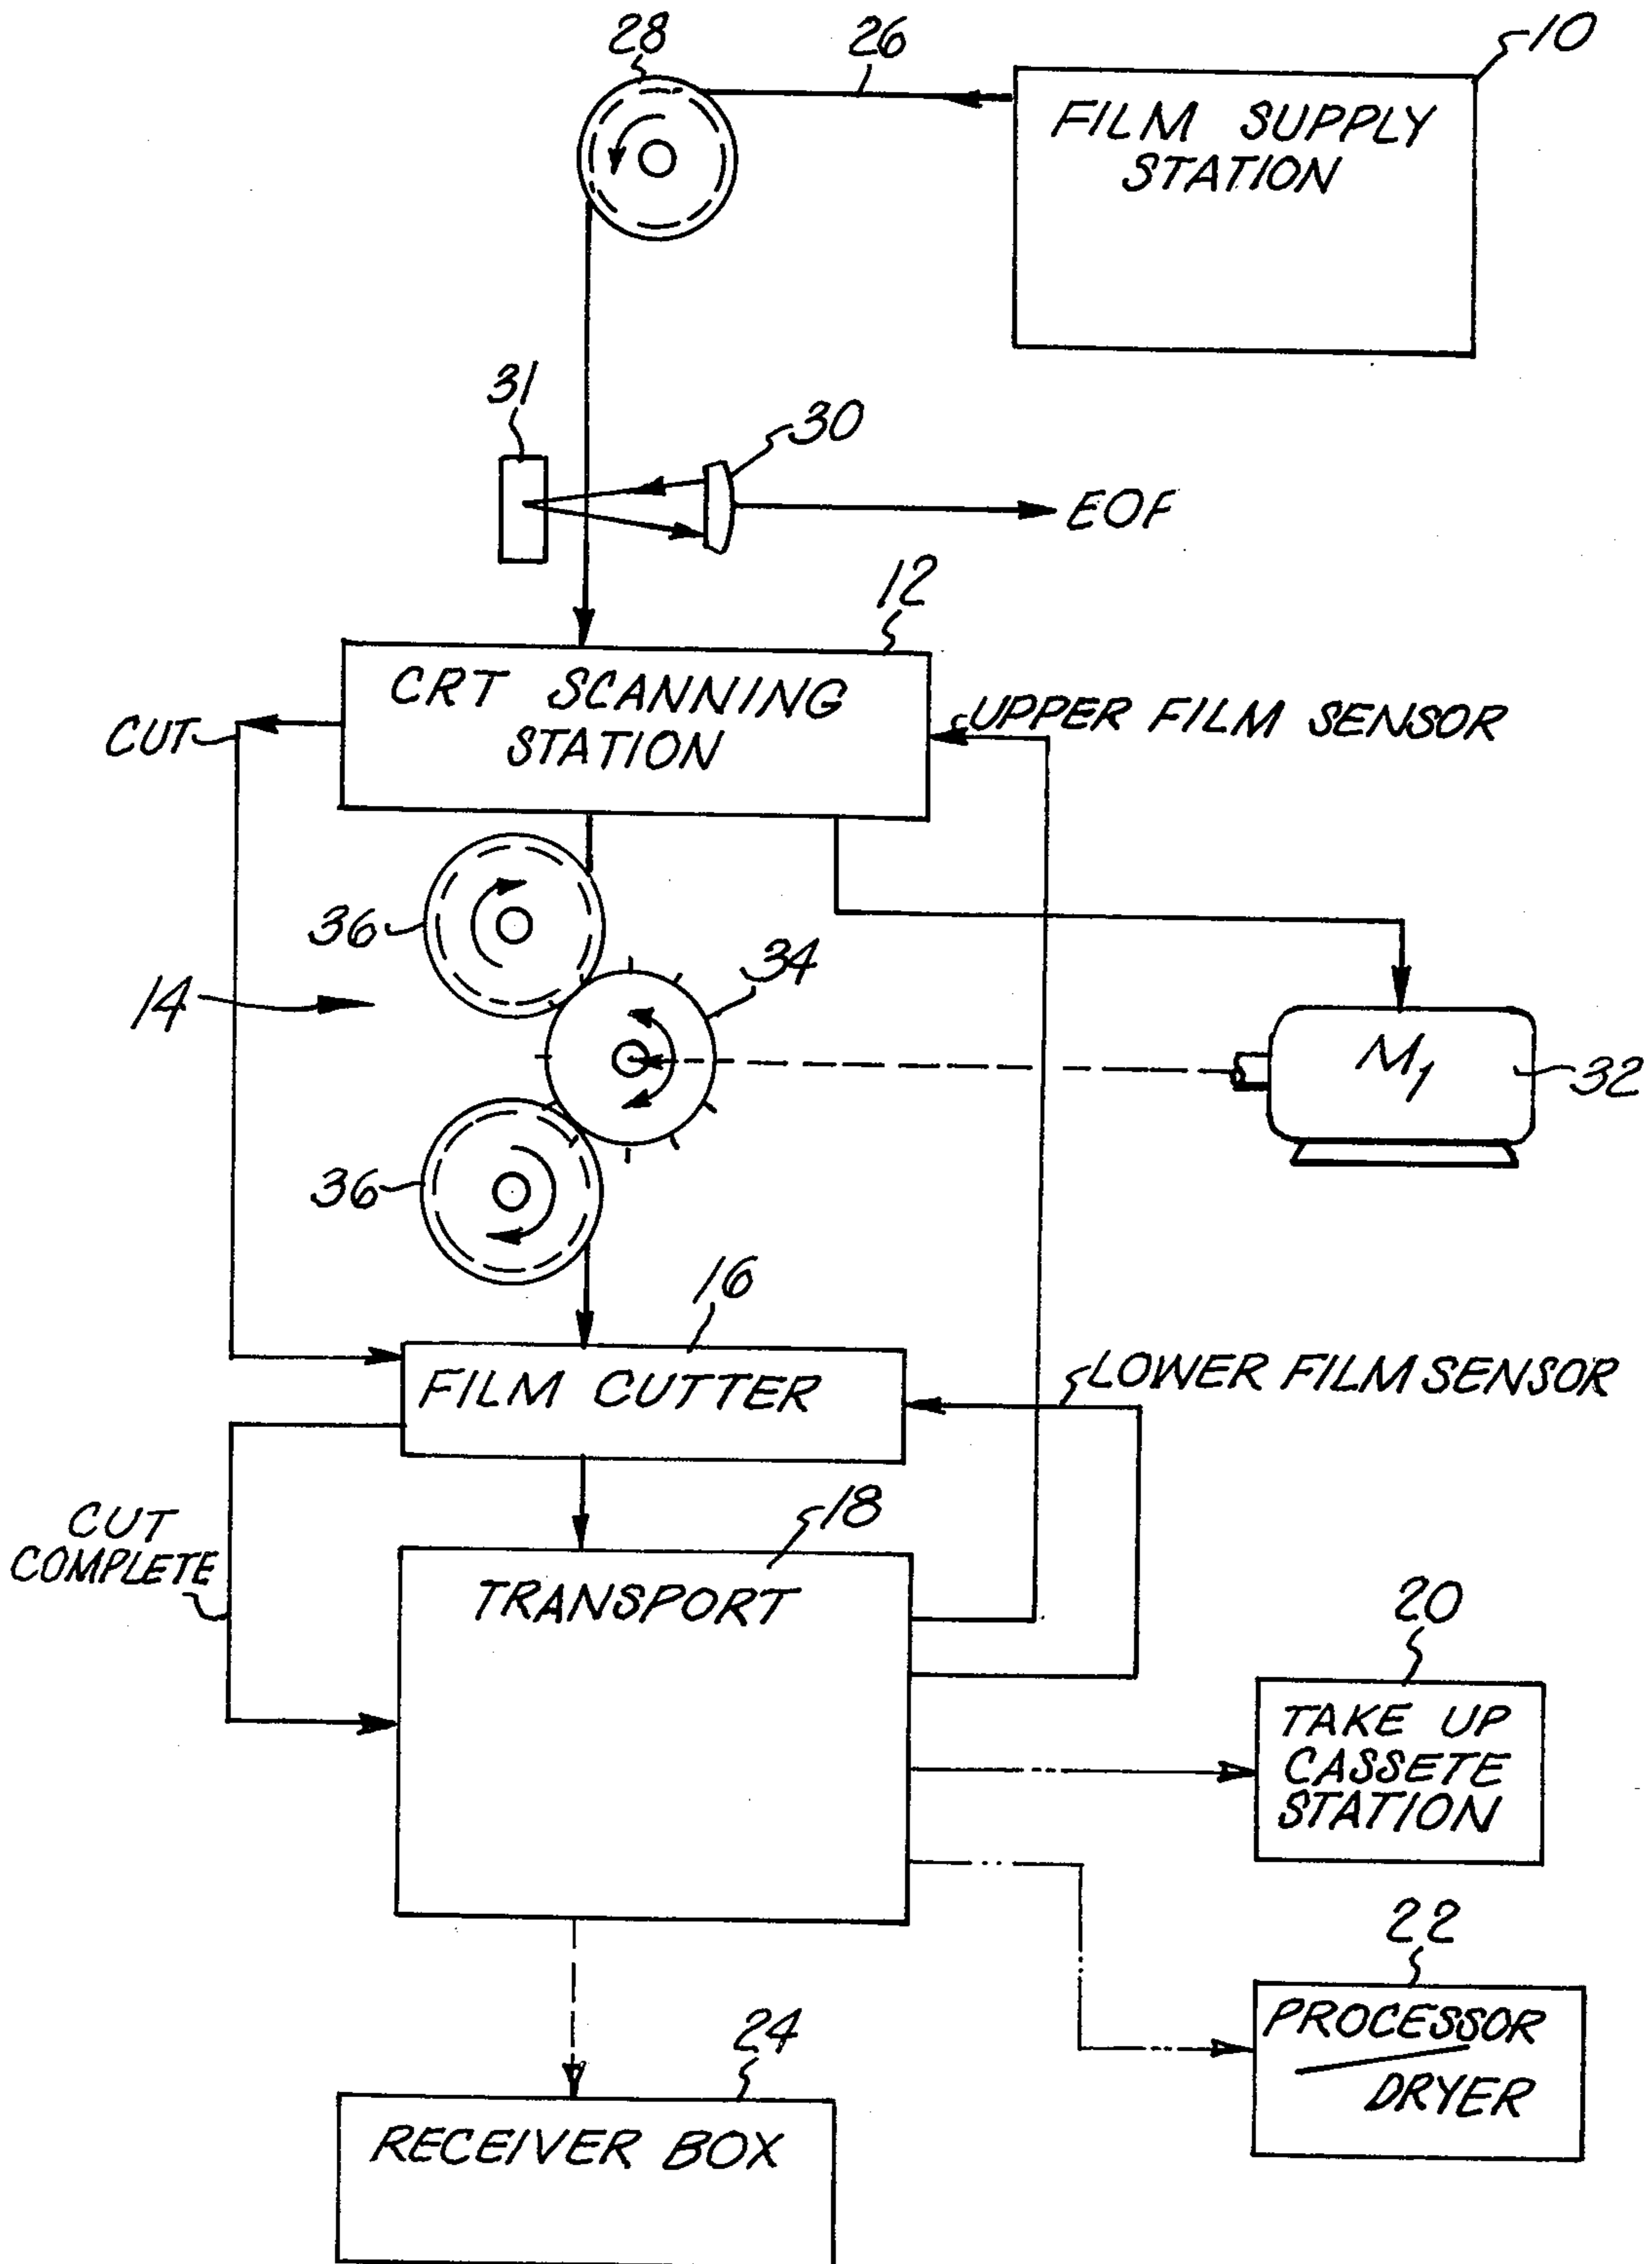 28
26
10
FILM SUPPLY
STATION
31
30
EOF
12
CRT SCANNING
STATION
CUT
UPPER FILM SENSOR
36
34
14
M1
32
36
16
FILM CUTTER
LOWER FILM SENSOR
CUT
COMPLETE
18
TRANSPORT
20
TAKE UP
CASSETE
STATION
22
PROCESSOR
DRYER
24
RECEIVER BOX